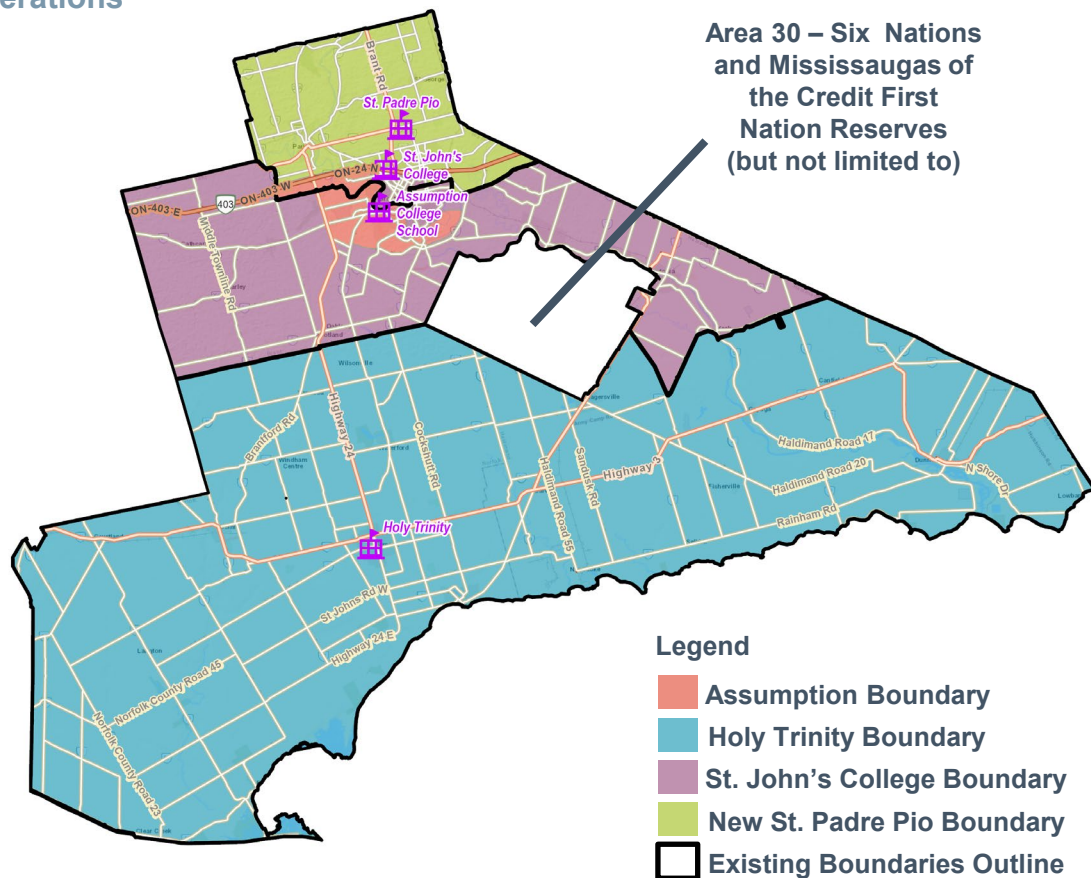 erations
Area 30 – Six Nations
and Mississaugas of
the Credit First
Nation Reserves
(but not limited to)
Brant Rd
St. Padre Pio
St. John's
College
ON-24 N
ON-403 W
ON-403 E
403
Assumption
College
School
Middle Townline Rd
Wilsonville
Highway 24
Brantford Rd
Windham
Centre
Cockshutt Rd
Haldimand Road 55
Sandusk Rd
Highway 3
Haldimand Road 17
Haldimand Road 20
N Shore Dr
Rainham Rd
Holy Trinity
St Johns Rd W
Highway 24 E
Norfolk County Road 45
Norfolk County Road 23
Clear Creek
Legend
Assumption Boundary
Holy Trinity Boundary
St. John’s College Boundary
New St. Padre Pio Boundary
Existing Boundaries Outline